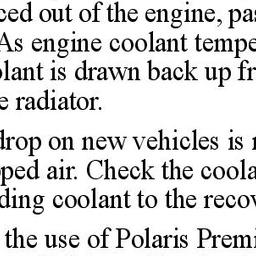 ced out of the engine, pas
As engine coolant tempe
lant is drawn back up fr
e radiator.
drop on new vehicles is
ped air. Check the coola
ding coolant to the recov
the use of Polaris Premi